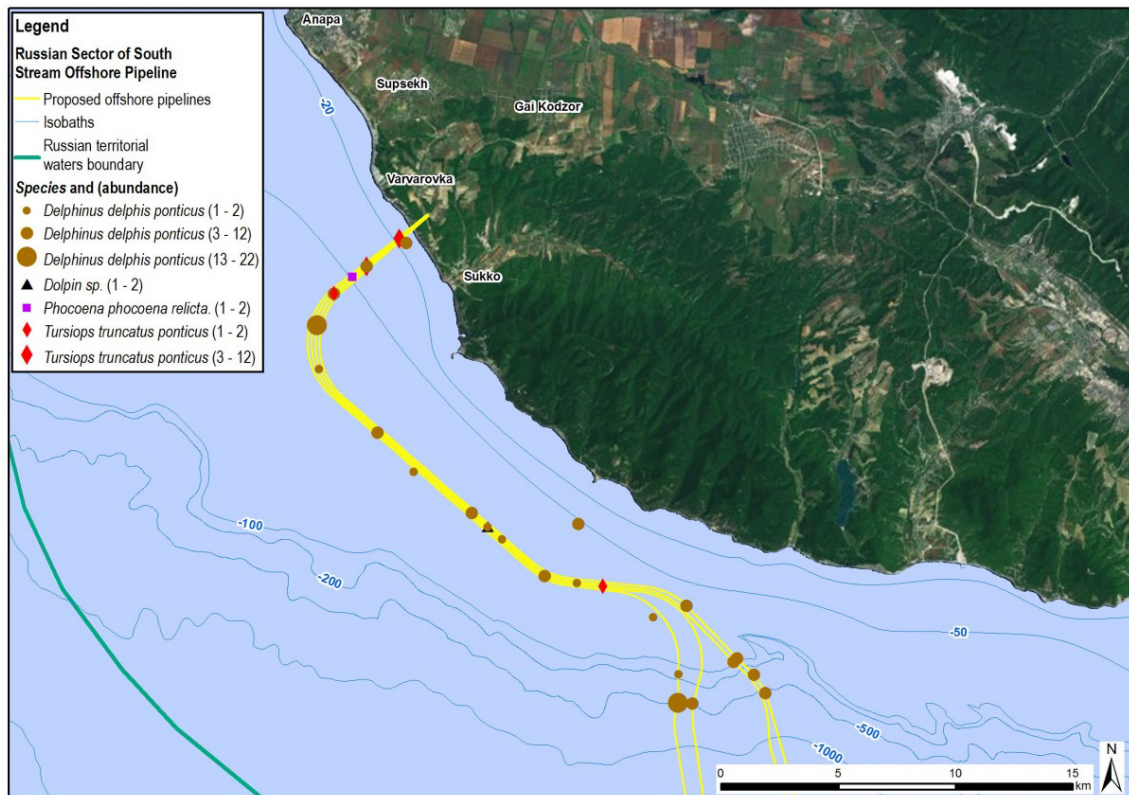 Legend
Russian Sector of South
Stream Offshore Pipeline
Proposed offshore pipelines
Isobaths
Russian territorial
waters boundary
Species and (abundance)
Delphinus delphis ponticus (1 - 2)
Delphinus delphis ponticus (3 - 12)
Delphinus delphis ponticus (13 - 22)
Dolpin sp. (1 - 2)
Phocoena phocoena relicta. (1 - 2)
Tursiops truncatus ponticus (1 - 2)
Tursiops truncatus ponticus (3 - 12)
Anapa
Supsekh
-20
Gai Kodzor
Varvarovka
Sukko
-100
-200
-50
-500
-1000
N
0 5 10 15
km